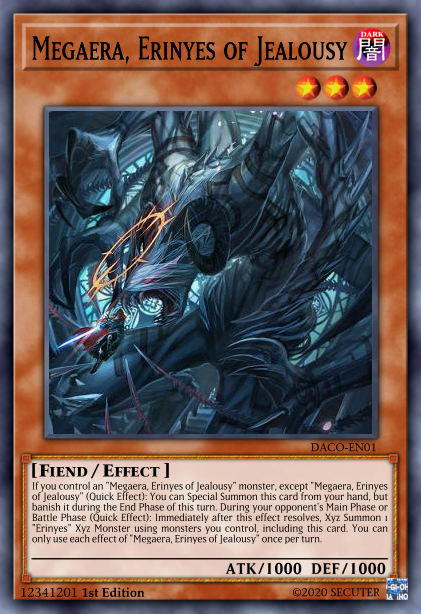 Megaera, Erinyes of Jealousy
DARK
闇
DACO-EN01
[Fiend / Effect ]
If you control an "Megaera, Erinyes of Jealousy" monster, except "Megaera, Erinyes
of Jealousy" (Quick Effect): You can Special Summon this card from your hand, but
banish it during the End Phase of this turn. During your opponent's Main Phase or
Battle Phase (Quick Effect): Immediately after this effect resolves, Xyz Summon 1
"Erinyes" Xyz Monster using monsters you control, including this card. You can
only use each effect of "Megaera, Erinyes of Jealousy" once per turn.
ATK/1000 DEF/1000
12341201 1st Edition
©2020 SECUTER